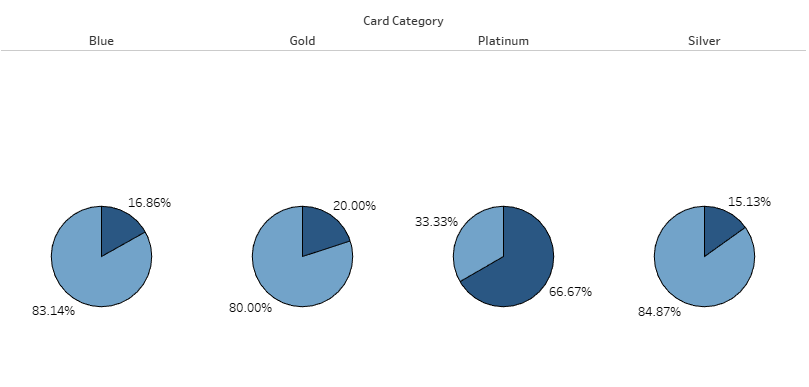 Card Category
Blue Gold Platinum Silver
16.86% 20.00% 33.33% 15.13%
83.14% 80.00% 66.67% 84.87%